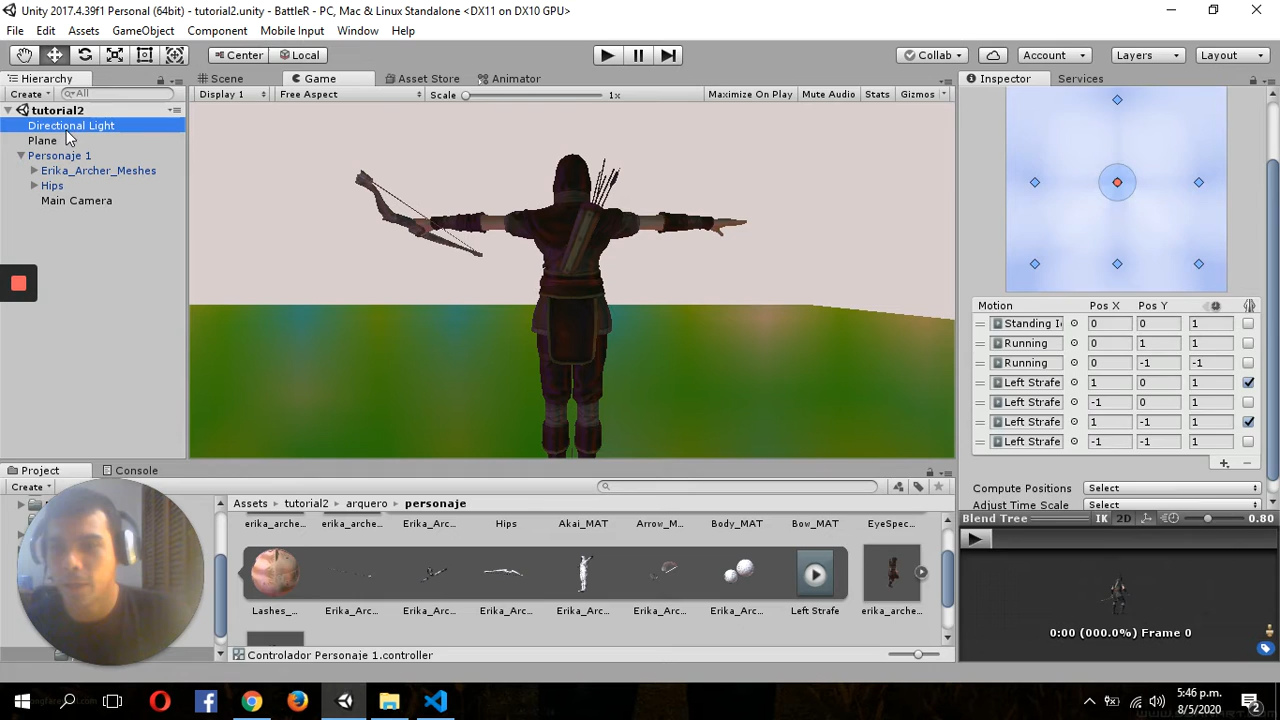 Unity 2017.4.39f1 Personal (64bit) - tutorial2.unity - BattleR - PC, Mac & Linux Standalone <DX11 on DX10 GPU>
File Edit Assets GameObject Component Mobile Input Window Help
Center Local Collab Account Layers Layout
Hierarchy Scene Game Asset Store Animator Inspector Services
Create All Display 1 Free Aspect Scale 1x Maximize On Play Mute Audio Stats Gizmos
tutorial2
Directional Light
Plane
Personaje 1
Erika_Archer_Meshes
Hips
Main Camera
Motion Pos X Pos Y
Standing I 0 0 1
Running 0 1 1
Running 0 -1 -1
Left Strafe 1 0 1
Left Strafe -1 0 1
Left Strafe 1 -1 1
Left Strafe -1 -1 1
Compute Positions Select
Adjust Time Scale Select
Blend Tree IK 2D 0.80
0:00 (000.0%) Frame 0
Project Console
Create
Assets tutorial2 arquero personaje
erika_arche... erika_arche... Erika_Arc... Hips Akai_MAT Arrow_M... Body_MAT Bow_MAT EyeSpec...
Lashes_... Erika_Arc... Erika_Arc... Erika_Arc... Erika_Arc... Erika_Arc... Erika_Arc... Left Strafe erika_arche...
Controlador Personaje 1.controller
5:46 p.m.
8/5/2020
2